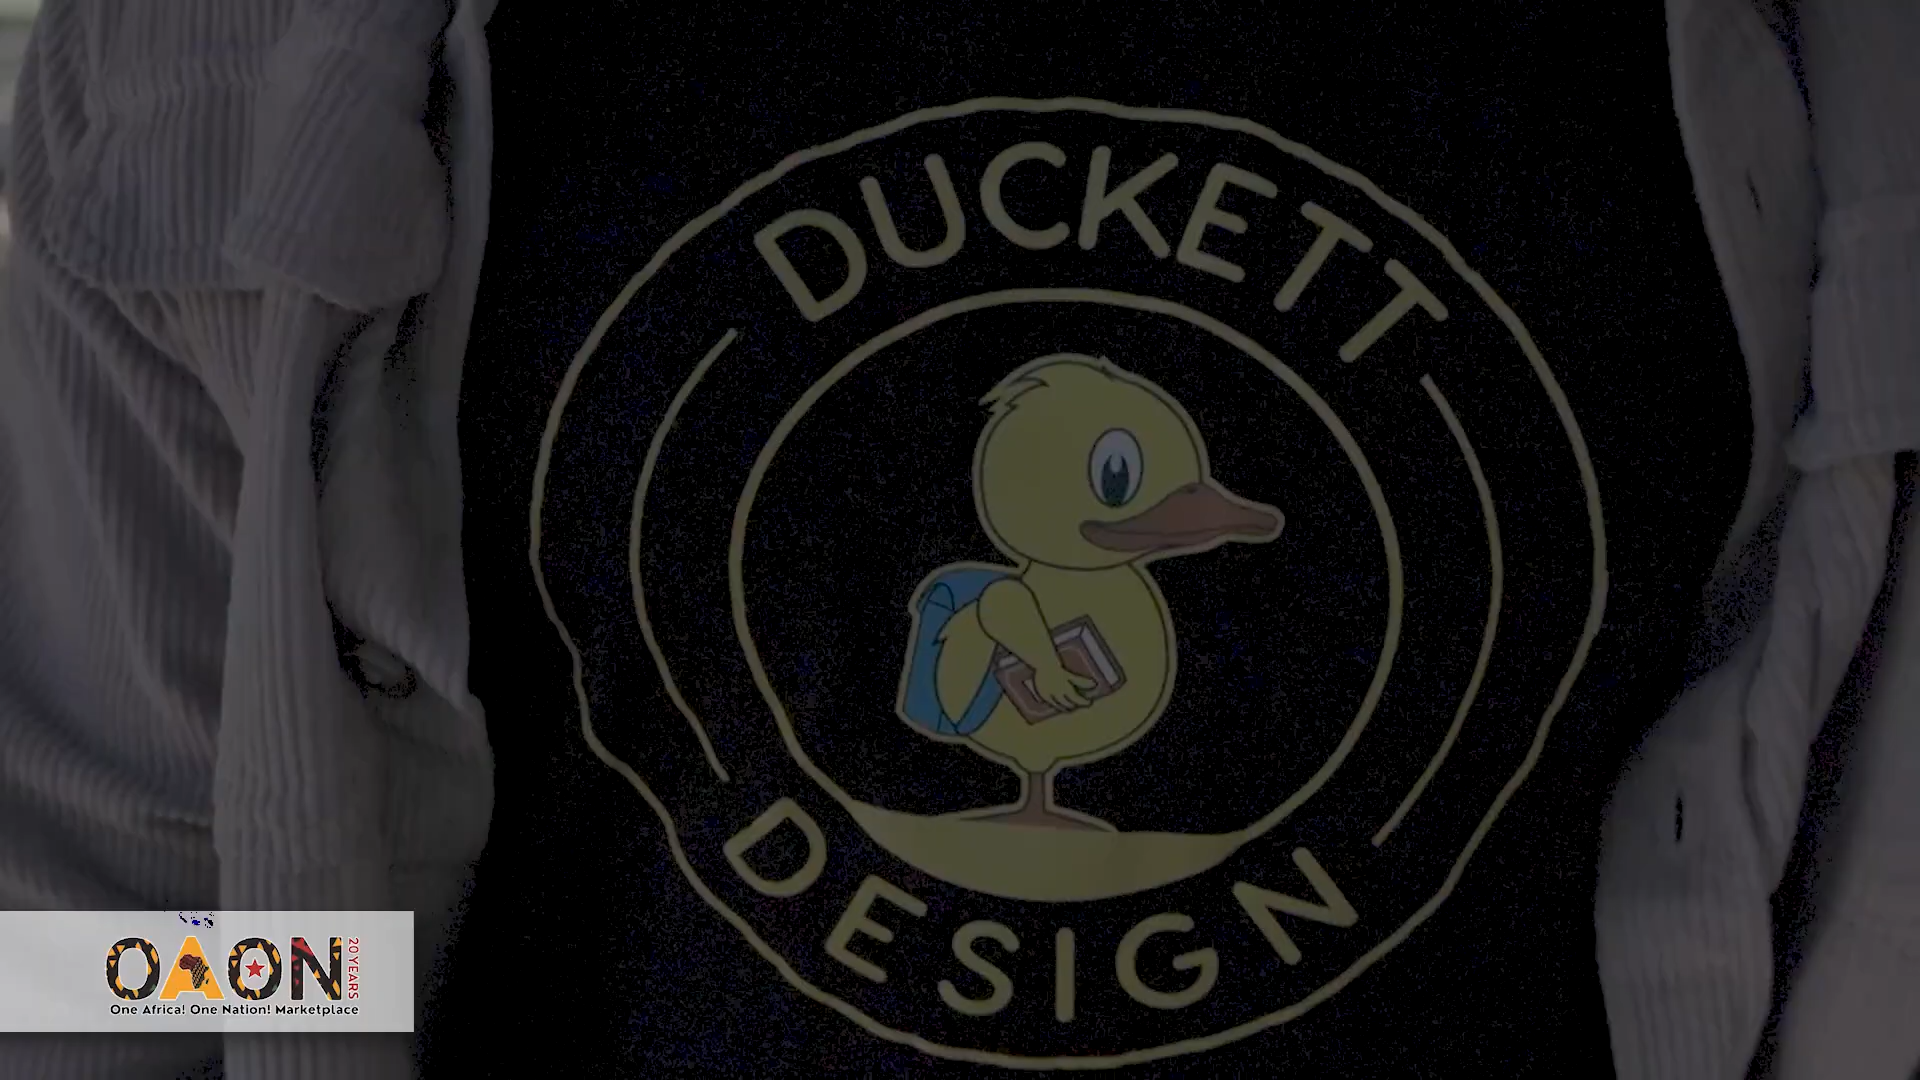 DUCKETT
DESIGN
OAON
20 YEARS
One Africa! One Nation! Marketplace